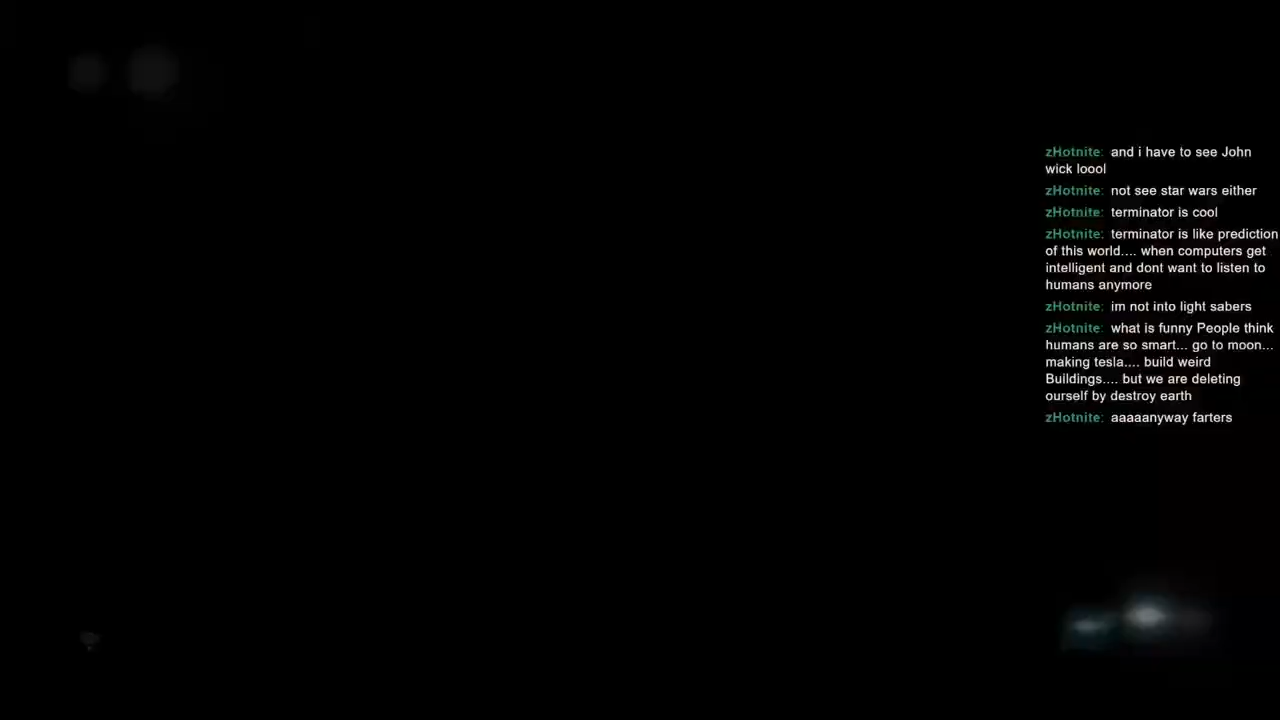 zHotnite: and i have to see John
wick loool
zHotnite: not see star wars either
zHotnite: terminator is cool
zHotnite: terminator is like prediction
of this world.... when computers get
intelligent and dont want to listen to
humans anymore
zHotnite: im not into light sabers
zHotnite: what is funny People think
humans are so smart... go to moon...
making tesla.... build weird
Buildings.... but we are deleting
ourself by destroy earth
zHotnite: aaaaanyway farters